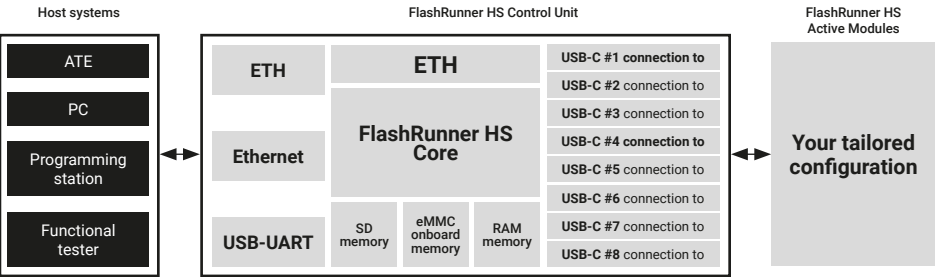 Host systems
ATE
PC
Programming
station
Functional
tester
FlashRunner HS Control Unit
ETH
Ethernet
USB-UART
ETH
FlashRunner HS
Core
SD
memory
eMMC
onboard
memory
RAM
memory
USB-C #1 connection to
USB-C #2 connection to
USB-C #3 connection to
USB-C #4 connection to
USB-C #5 connection to
USB-C #6 connection to
USB-C #7 connection to
USB-C #8 connection to
FlashRunner HS
Active Modules
Your tailored
configuration